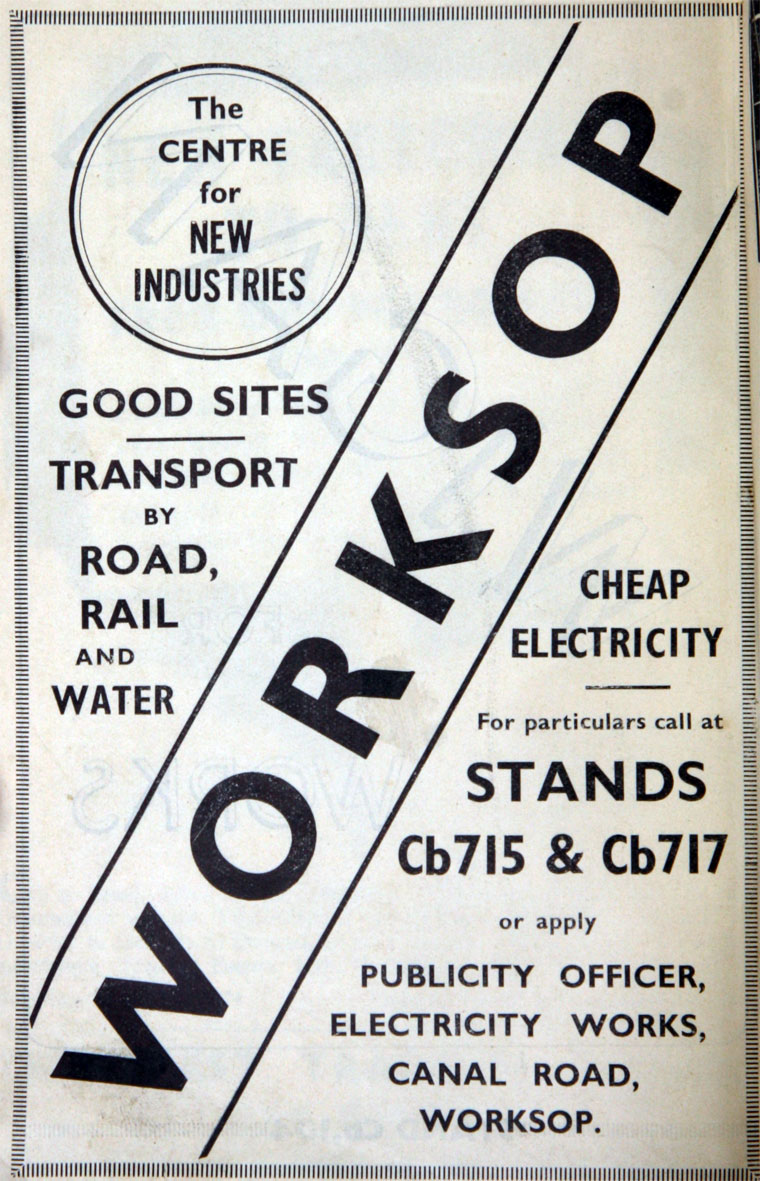 The
CENTRE
for
NEW
INDUSTRIES
GOOD SITES
TRANSPORT
BY
ROAD,
RAIL
AND
WATER
WORKSOP
CHEAP
ELECTRICITY
For particulars call at
STANDS
Cb715 & Cb717
or apply
PUBLICITY OFFICER,
ELECTRICITY WORKS,
CANAL ROAD,
WORKSOP.